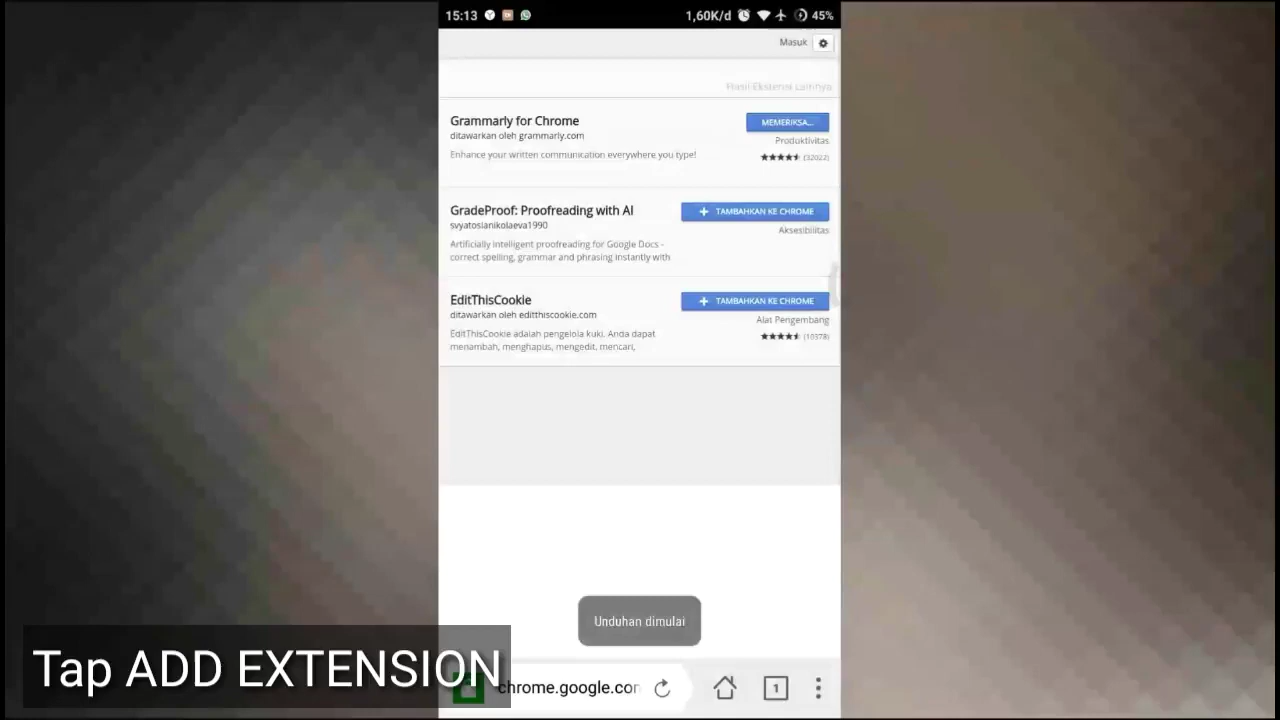 15:13
1,60K/d
45%
Masuk
Hasil Ekstensi Lainnya
Grammarly for Chrome
MEMERIKSA...
ditawarkan oleh grammarly.com
Produktivitas
Enhance your written communication everywhere you type!
(32022)
GradeProof: Proofreading with AI
TAMBAHKAN KE CHROME
svyatoslanikolaeva1990
Aksesibilitas
Artificially intelligent proofreading for Google Docs -
correct spelling, grammar and phrasing instantly with
EditThisCookie
TAMBAHKAN KE CHROME
ditawarkan oleh editthiscookie.com
Alat Pengembang
EditThisCookie adalah pengelola kuki. Anda dapat
(10378)
menambah, menghapus, mengedit, mencari,
Unduhan dimulai
Tap ADD EXTENSION
chrome.google.con
1